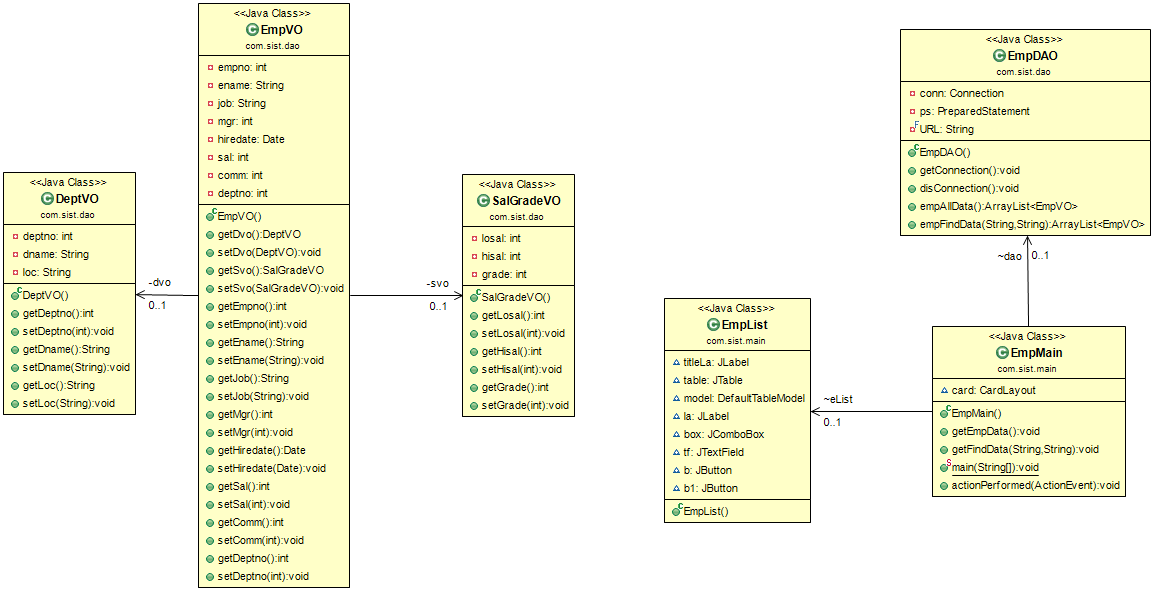 <<Java Class>>
DeptVO
com.sist.dao
deptno: int
dname: String
loc: String
DeptVO()
getDeptno():int
setDeptno(int):void
getDname():String
setDname(String):void
getLoc():String
setLoc(String):void
-dvo
0..1
<<Java Class>>
EmpVO
com.sist.dao
empno: int
ename: String
job: String
mgr: int
hiredate: Date
sal: int
comm: int
deptno: int
EmpVO()
getDvo():DeptVO
setDvo(DeptVO):void
getSvo():SalGradeVO
setSvo(SalGradeVO):void
getEmpno():int
setEmpno(int):void
getEname():String
setEname(String):void
getJob():String
setJob(String):void
getMgr():int
setMgr(int):void
getHiredate():Date
setHiredate(Date):void
getSal():int
setSal(int):void
getComm():int
setComm(int):void
getDeptno():int
setDeptno(int):void
-svo
0..1
<<Java Class>>
SalGradeVO
com.sist.dao
losal: int
hisal: int
grade: int
SalGradeVO()
getLosal():int
setLosal(int):void
getHisal():int
setHisal(int):void
getGrade():int
setGrade(int):void
<<Java Class>>
EmpDAO
com.sist.dao
conn: Connection
ps: PreparedStatement
URL: String
EmpDAO()
getConnection():void
disConnection():void
empAllData():ArrayList<EmpVO>
empFindData(String,String):ArrayList<EmpVO>
~dao
0..1
<<Java Class>>
EmpList
com.sist.main
titleLa: JLabel
table: JTable
model: DefaultTableModel
la: JLabel
box: JComboBox
tf: JTextField
b: JButton
b1: JButton
EmpList()
~eList
0..1
<<Java Class>>
EmpMain
com.sist.main
card: CardLayout
EmpMain()
getEmpData():void
getFindData(String,String):void
main(String[]):void
actionPerformed(ActionEvent):void